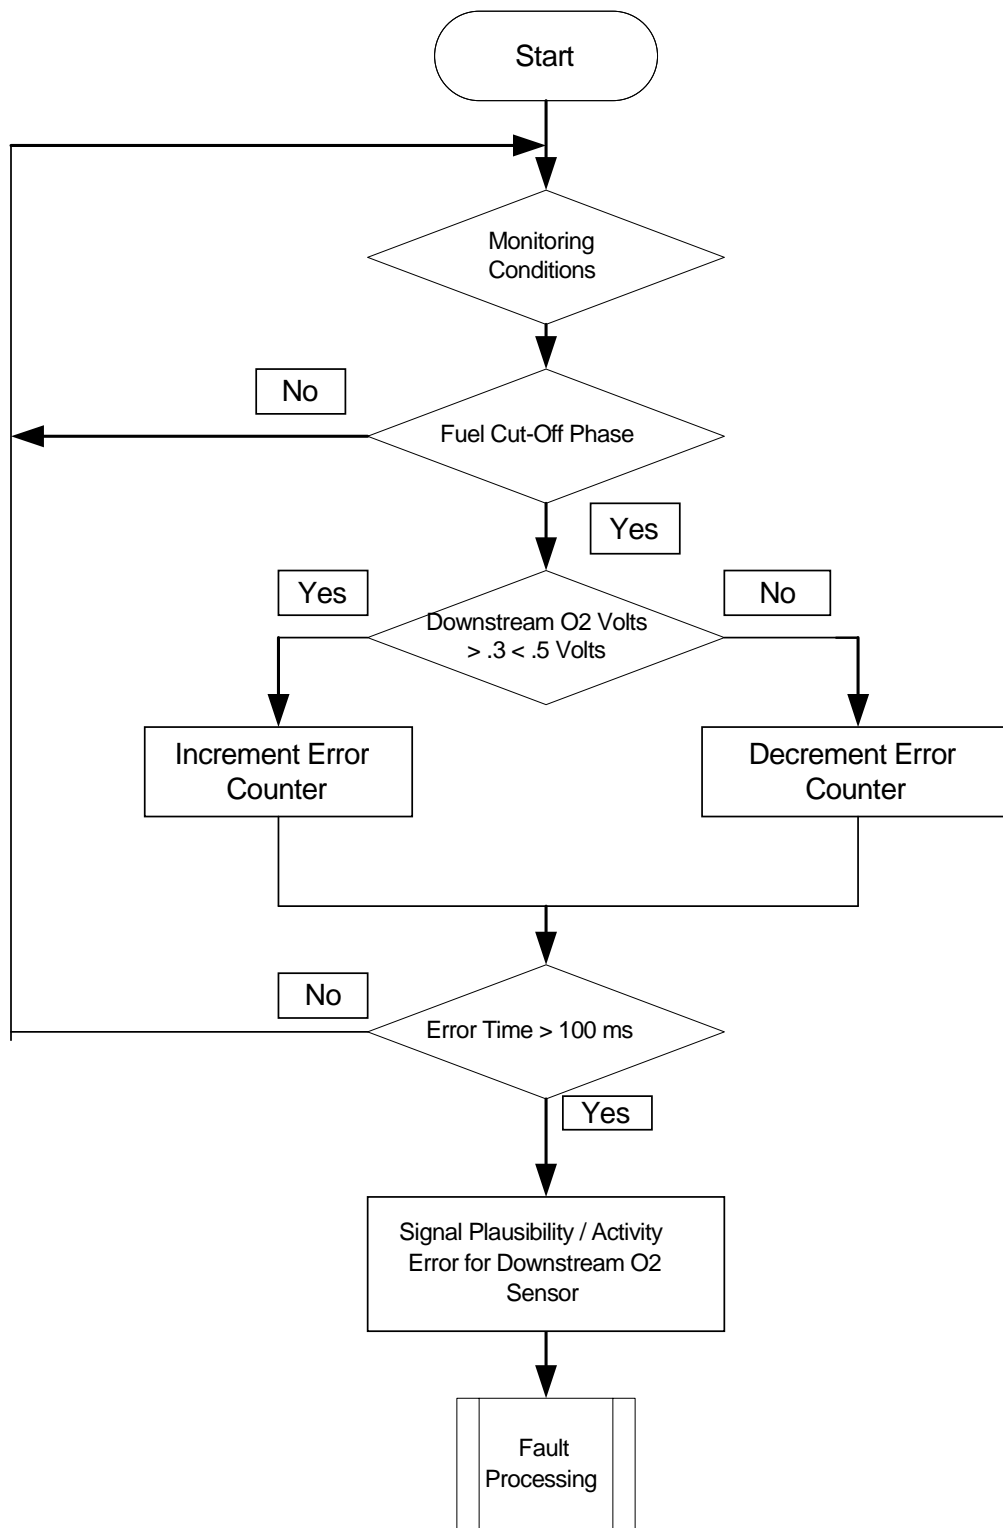 Start
Monitoring
Conditions
No
Fuel Cut-Off Phase
Yes
Yes
No
Downstream O2 Volts
> .3 < .5 Volts
Increment Error
Counter
Decrement Error
Counter
No
Error Time > 100 ms
Yes
Signal Plausibility / Activity
Error for Downstream O2
Sensor
Fault
Processing